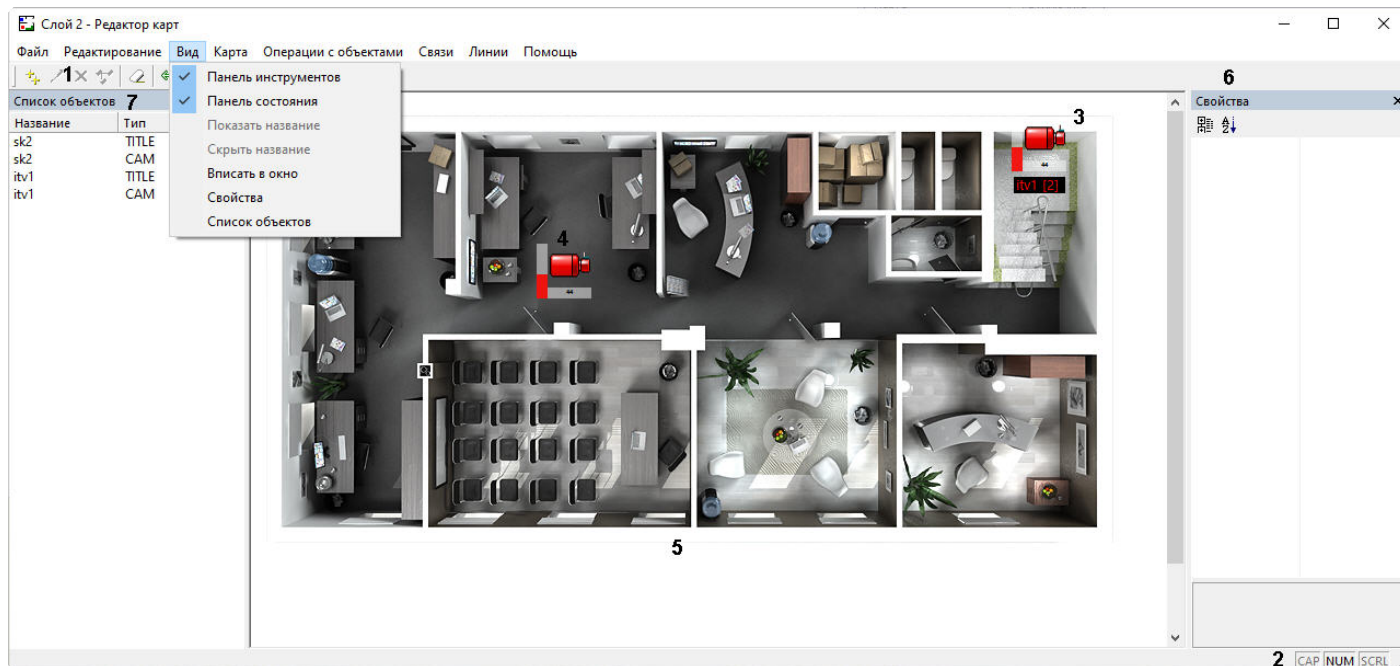 Слой 2 - Редактор карт
Файл Редактирование Вид Карта Операции с объектами Связи Линии Помощь
1
Панель инструментов
Панель состояния
Показать название
Скрыть название
Вписать в окно
Свойства
Список объектов
Список объектов 7
Название Тип
sk2 TITLE
sk2 CAM
itv1 TITLE
itv1 CAM
3
itv1 [2]
4
5
6
Свойства
2 CAP NUM SCRL